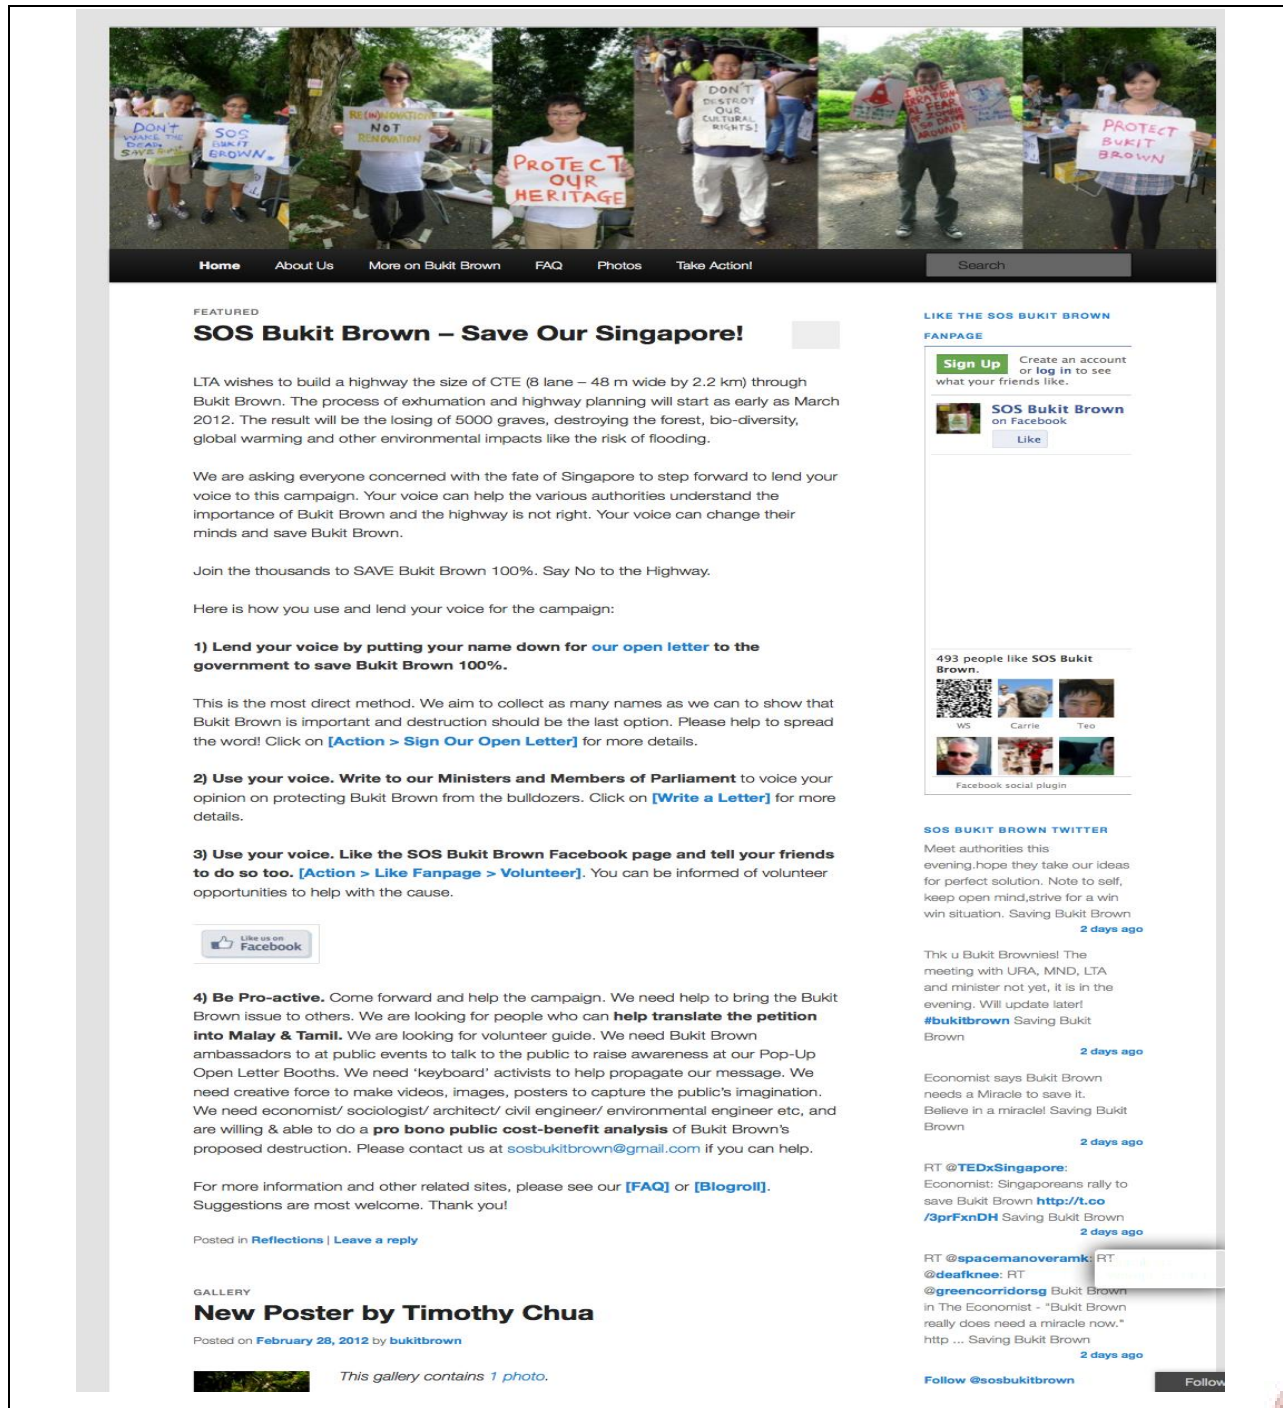 DON'T
WAKE THE
DEAD.
SOS
BUKIT
BROWN.
RE(IN)NOVATION
NOT
RENOVATION
PROTECT
OUR
HERITAGE
DON'T
DESTROY
OUR
CULTURAL
RIGHTS!
I HAVE
PROTECT
BUKIT
BROWN
Home About Us More on Bukit Brown FAQ Photos Take Action! Search
FEATURED
SOS Bukit Brown – Save Our Singapore!
LTA wishes to build a highway the size of CTE (8 lane – 48 m wide by 2.2 km) through
Bukit Brown. The process of exhumation and highway planning will start as early as March
2012. The result will be the losing of 5000 graves, destroying the forest, bio-diversity,
global warming and other environmental impacts like the risk of flooding.
We are asking everyone concerned with the fate of Singapore to step forward to lend your
voice to this campaign. Your voice can help the various authorities understand the
importance of Bukit Brown and the highway is not right. Your voice can change their
minds and save Bukit Brown.
Join the thousands to SAVE Bukit Brown 100%. Say No to the Highway.
Here is how you use and lend your voice for the campaign:
1) Lend your voice by putting your name down for our open letter to the
government to save Bukit Brown 100%.
This is the most direct method. We aim to collect as many names as we can to show that
Bukit Brown is important and destruction should be the last option. Please help to spread
the word! Click on [Action > Sign Our Open Letter] for more details.
2) Use your voice. Write to our Ministers and Members of Parliament to voice your
opinion on protecting Bukit Brown from the bulldozers. Click on [Write a Letter] for more
details.
3) Use your voice. Like the SOS Bukit Brown Facebook page and tell your friends
to do so too. [Action > Like Fanpage > Volunteer]. You can be informed of volunteer
opportunities to help with the cause.
Like us on
Facebook
4) Be Pro-active. Come forward and help the campaign. We need help to bring the Bukit
Brown issue to others. We are looking for people who can help translate the petition
into Malay & Tamil. We are looking for volunteer guide. We need Bukit Brown
ambassadors to at public events to talk to the public to raise awareness at our Pop-Up
Open Letter Booths. We need 'keyboard' activists to help propagate our message. We
need creative force to make videos, images, posters to capture the public's imagination.
We need economist/ sociologist/ architect/ civil engineer/ environmental engineer etc, and
are willing & able to do a pro bono public cost-benefit analysis of Bukit Brown's
proposed destruction. Please contact us at sosbukitbrown@gmail.com if you can help.
For more information and other related sites, please see our [FAQ] or [Blogroll].
Suggestions are most welcome. Thank you!
Posted in Reflections | Leave a reply
GALLERY
New Poster by Timothy Chua
Posted on February 28, 2012 by bukitbrown
This gallery contains 1 photo.
LIKE THE SOS BUKIT BROWN
FANPAGE
Sign Up Create an account
or log in to see
what your friends like.
SOS Bukit Brown
on Facebook
Like
493 people like SOS Bukit
Brown.
WS Carrie Teo
Facebook social plugin
SOS BUKIT BROWN TWITTER
Meet authorities this
evening.hope they take our ideas
for perfect solution. Note to self,
keep open mind,strive for a win
win situation. Saving Bukit Brown
2 days ago
Thk u Bukit Brownies! The
meeting with URA, MND, LTA
and minister not yet, it is in the
evening. Will update later!
#bukitbrown Saving Bukit
Brown
2 days ago
Economist says Bukit Brown
needs a Miracle to save it.
Believe in a miracle! Saving Bukit
Brown
2 days ago
RT @TEDxSingapore:
Economist: Singaporeans rally to
save Bukit Brown http://t.co
/3prFxnDH Saving Bukit Brown
2 days ago
RT @spacemanoveramk: RT
@deafknee: RT
@greencorridorsg Bukit Brown
in The Economist - "Bukit Brown
really does need a miracle now."
http ... Saving Bukit Brown
2 days ago
Follow @sosbukitbrown
Follow